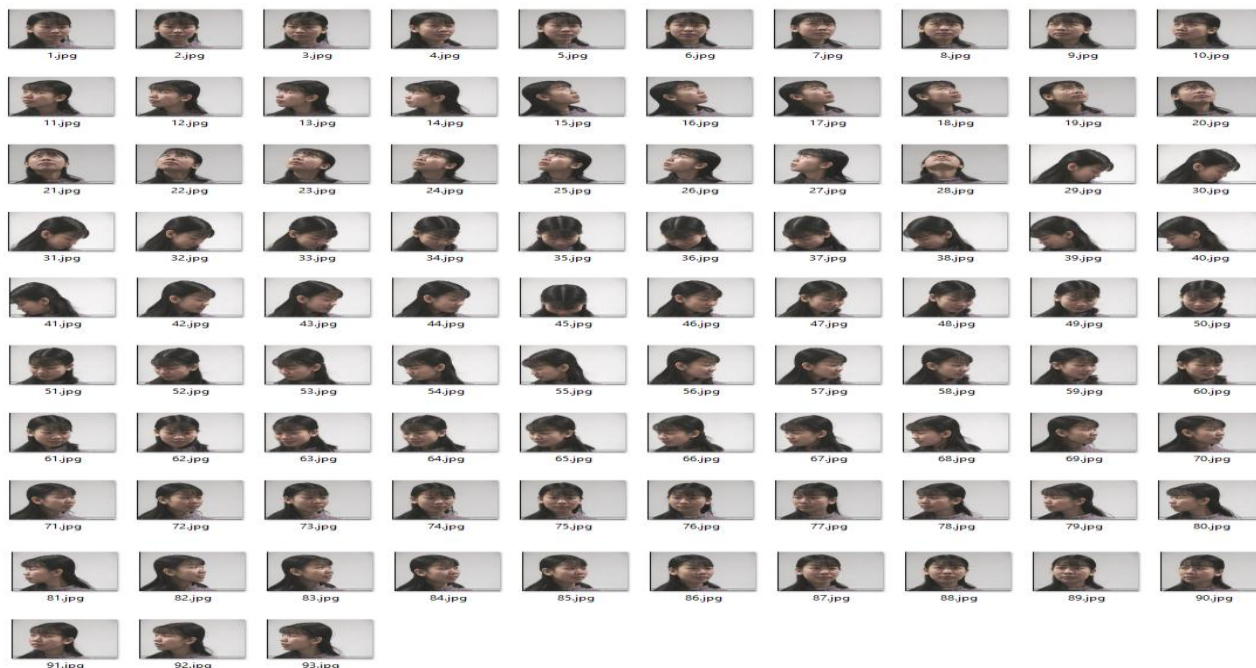 1.jpg 2.jpg 3.jpg 4.jpg 5.jpg 6.jpg 7.jpg 8.jpg 9.jpg 10.jpg
11.jpg 12.jpg 13.jpg 14.jpg 15.jpg 16.jpg 17.jpg 18.jpg 19.jpg 20.jpg
21.jpg 22.jpg 23.jpg 24.jpg 25.jpg 26.jpg 27.jpg 28.jpg 29.jpg 30.jpg
31.jpg 32.jpg 33.jpg 34.jpg 35.jpg 36.jpg 37.jpg 38.jpg 39.jpg 40.jpg
41.jpg 42.jpg 43.jpg 44.jpg 45.jpg 46.jpg 47.jpg 48.jpg 49.jpg 50.jpg
51.jpg 52.jpg 53.jpg 54.jpg 55.jpg 56.jpg 57.jpg 58.jpg 59.jpg 60.jpg
61.jpg 62.jpg 63.jpg 64.jpg 65.jpg 66.jpg 67.jpg 68.jpg 69.jpg 70.jpg
71.jpg 72.jpg 73.jpg 74.jpg 75.jpg 76.jpg 77.jpg 78.jpg 79.jpg 80.jpg
81.jpg 82.jpg 83.jpg 84.jpg 85.jpg 86.jpg 87.jpg 88.jpg 89.jpg 90.jpg
91.jpg 92.jpg 93.jpg